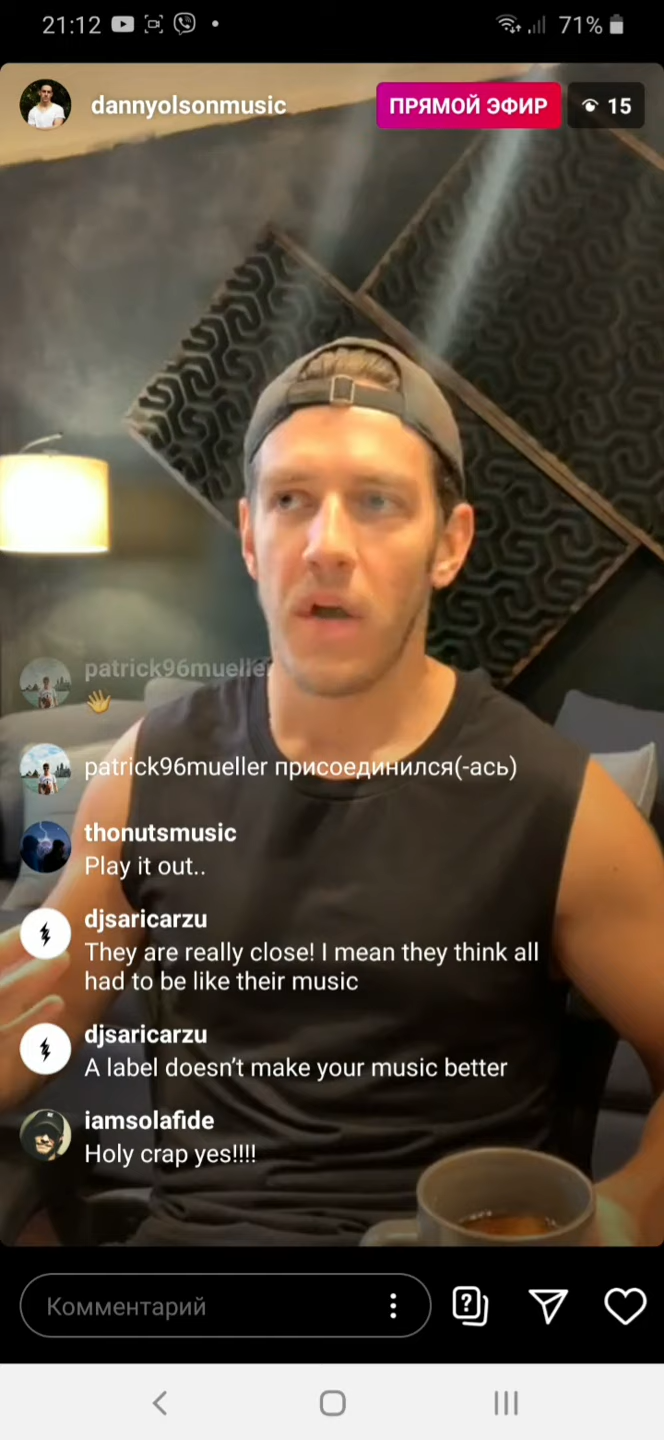 21:12
71%
dannyolsonmusic
ПРЯМОЙ ЭФИР
15
patrick96mueller
patrick96mueller присоединился(-ась)
thonutsmusic
Play it out..
djsaricarzu
They are really close! I mean they think all
had to be like their music
djsaricarzu
A label doesn’t make your music better
iamsolafide
Holy crap yes!!!!
Комментарий